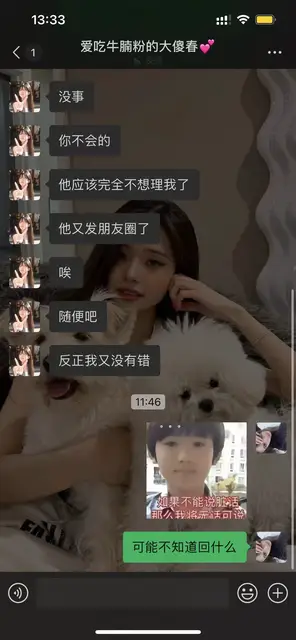 13:33
1
爱吃牛腩粉的大傻春💕
没事
你不会的
他应该完全不想理我了
他又发朋友圈了
唉
随便吧
反正我又没有错
11:46
如果不能说脏话
那么我将无话可说
可能不知道回什么